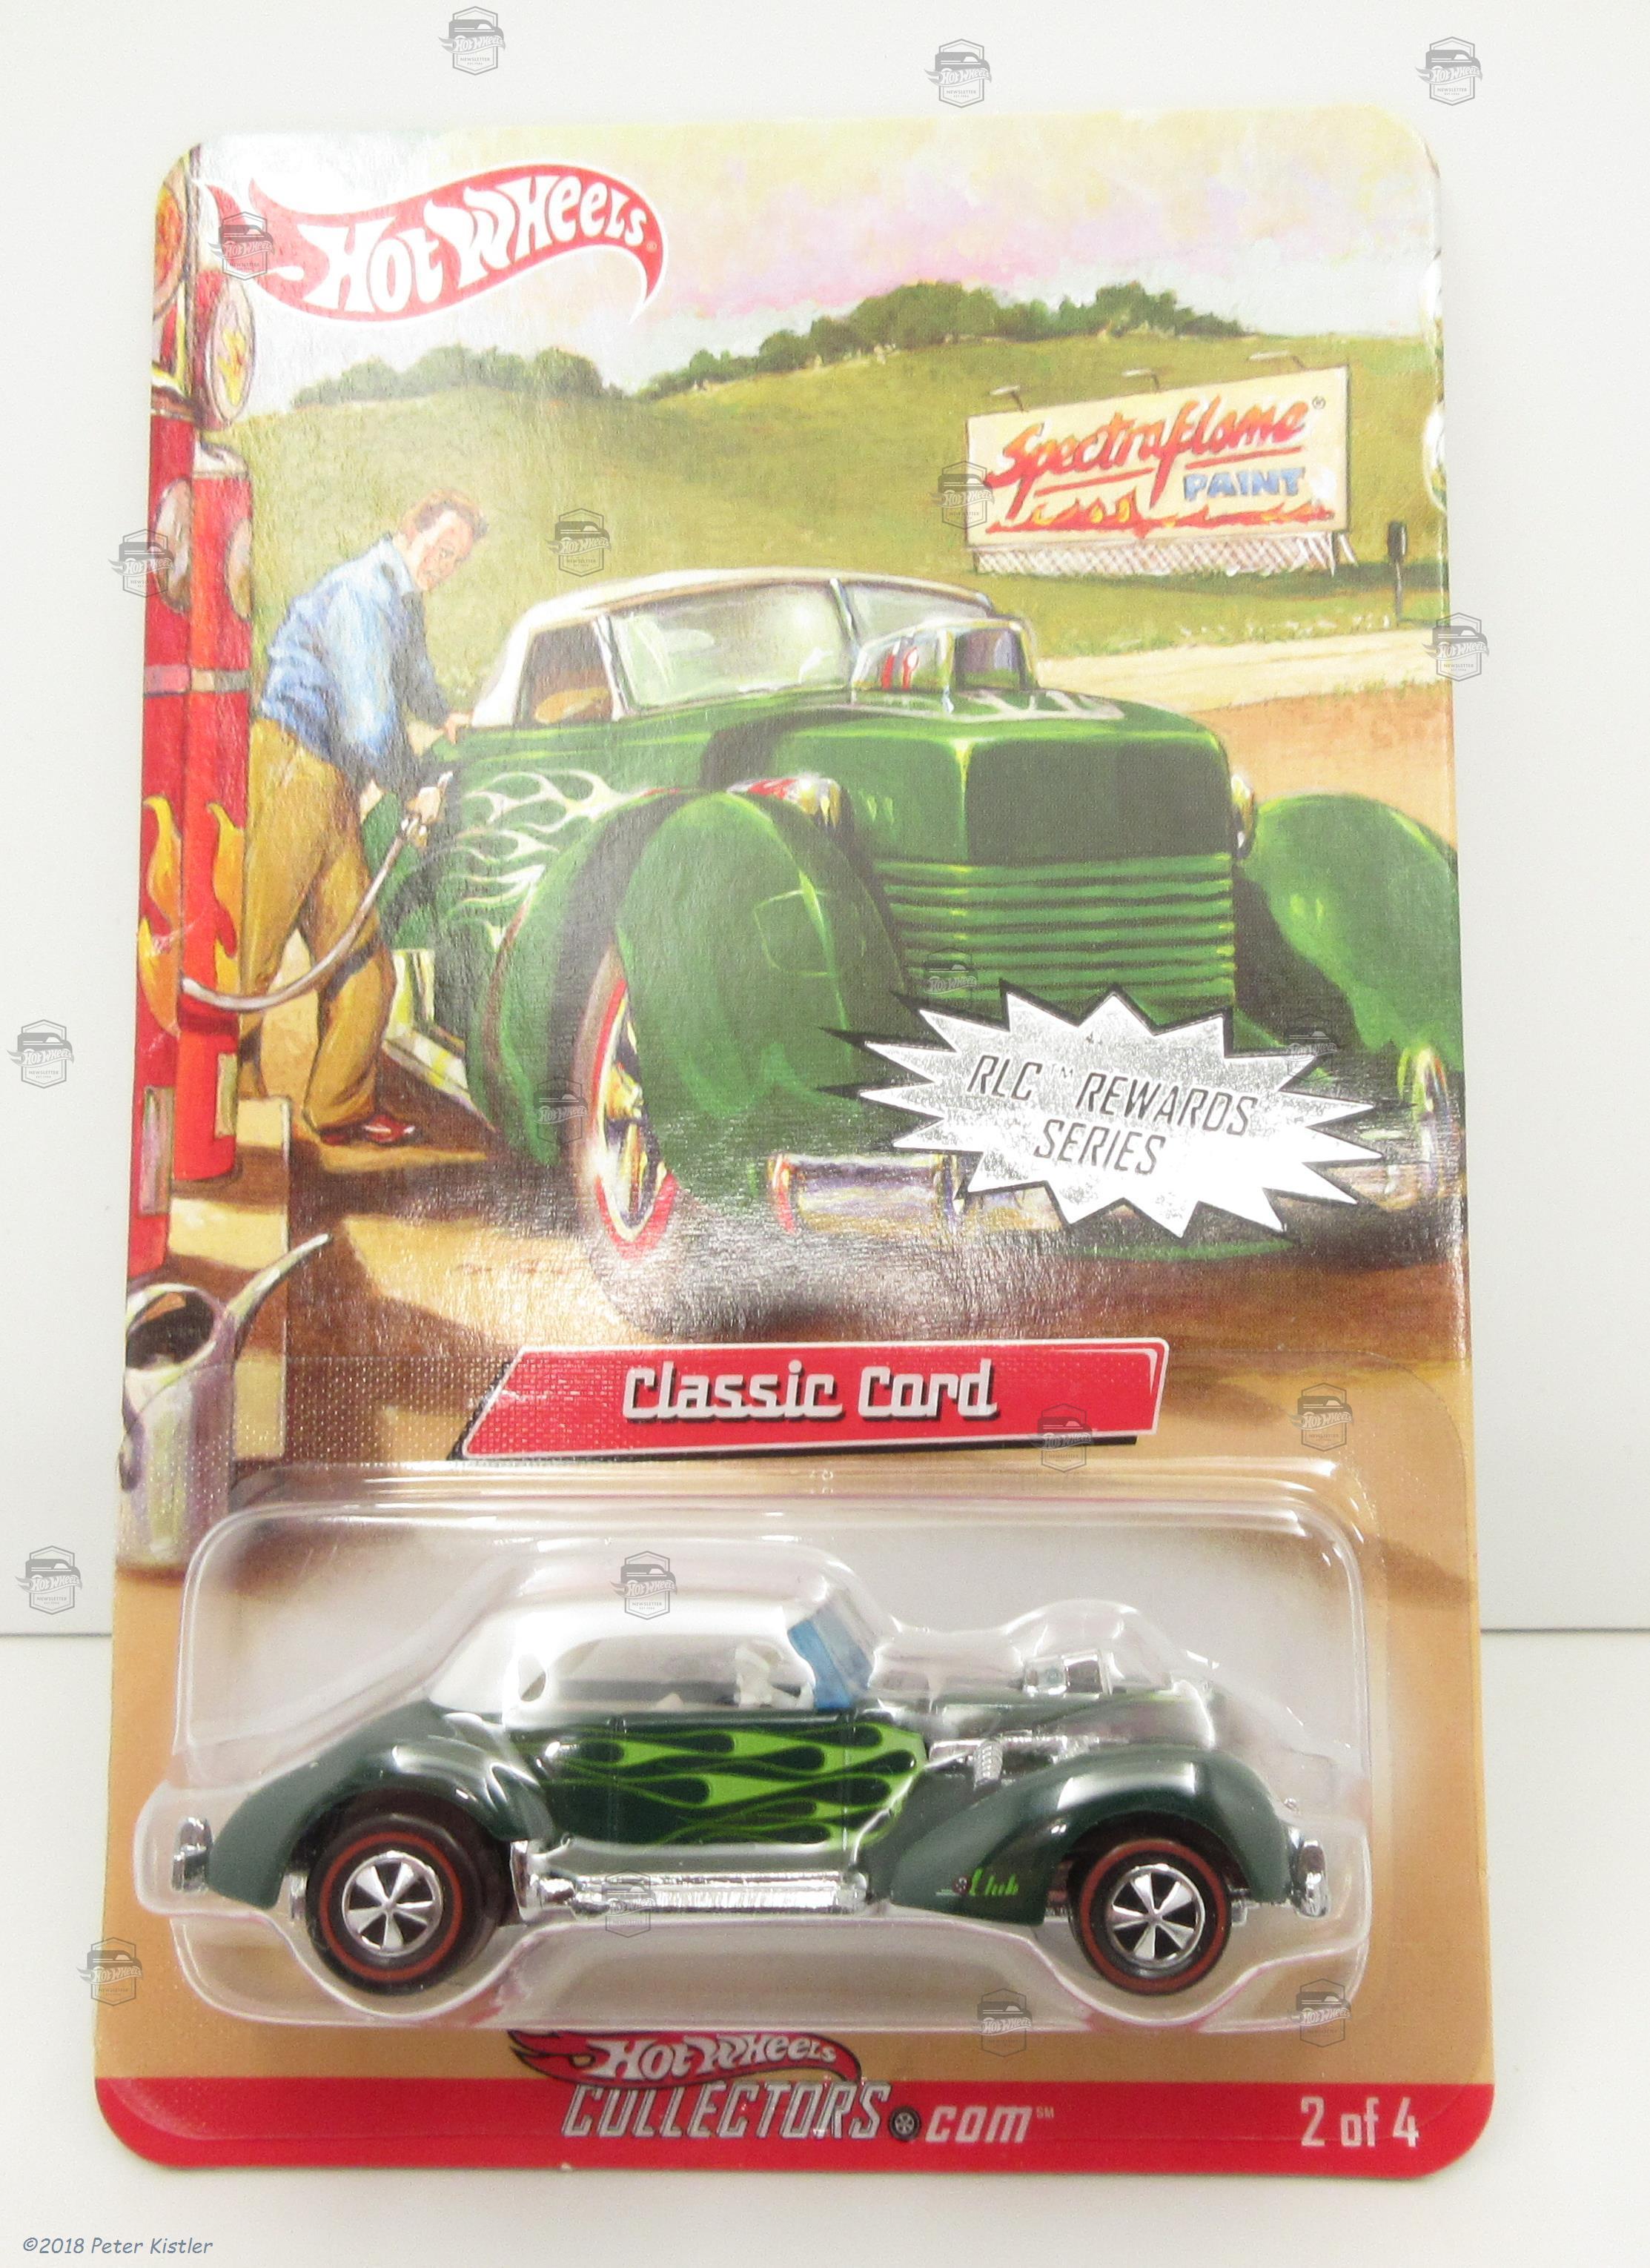 Hot Wheels®
Spectraflame®
PAINT
RLC™ REWARDS
SERIES
Classic Cord
Hot Wheels
COLLECTORS.com℠
2 of 4
©2018 Peter Kistler